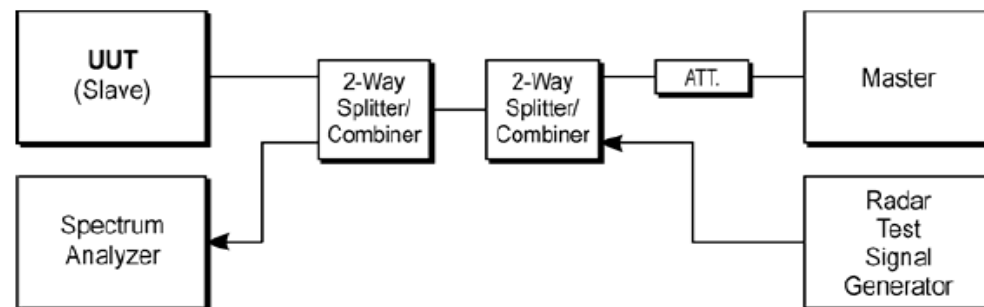 UUT
(Slave)
2-Way
Splitter/
Combiner
2-Way
Splitter/
Combiner
ATT.
Master
Spectrum
Analyzer
Radar
Test
Signal
Generator